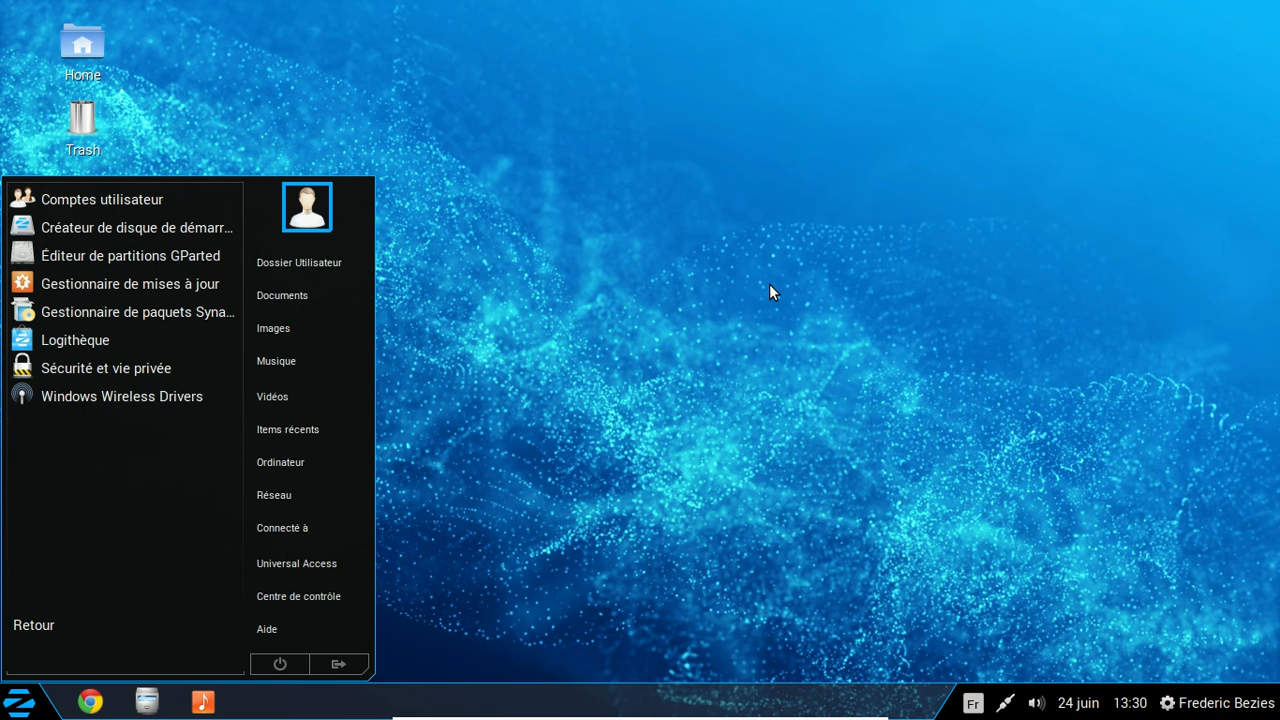 Home
Trash
Comptes utilisateur
Créateur de disque de démarr...
Éditeur de partitions GParted
Gestionnaire de mises à jour
Gestionnaire de paquets Syna...
Logithèque
Sécurité et vie privée
Windows Wireless Drivers
Retour
Dossier Utilisateur
Documents
Images
Musique
Vidéos
Items récents
Ordinateur
Réseau
Connecté à
Universal Access
Centre de contrôle
Aide
Fr 24 juin 13:30 Frederic Bezies